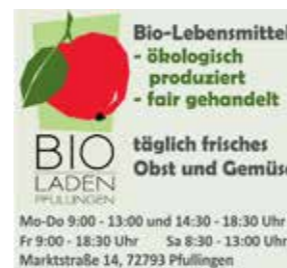 Bio-Lebensmittel
- ökologisch
produziert
- fair gehandelt
täglich frisches
Obst und Gemüse
BIO
LADEN
PFULLINGEN
Mo-Do 9:00 - 13:00 und 14:30 - 18:30 Uhr
Fr 9:00 - 18:30 Uhr Sa 8:30 - 13:00 Uhr
Marktstraße 14, 72793 Pfullingen